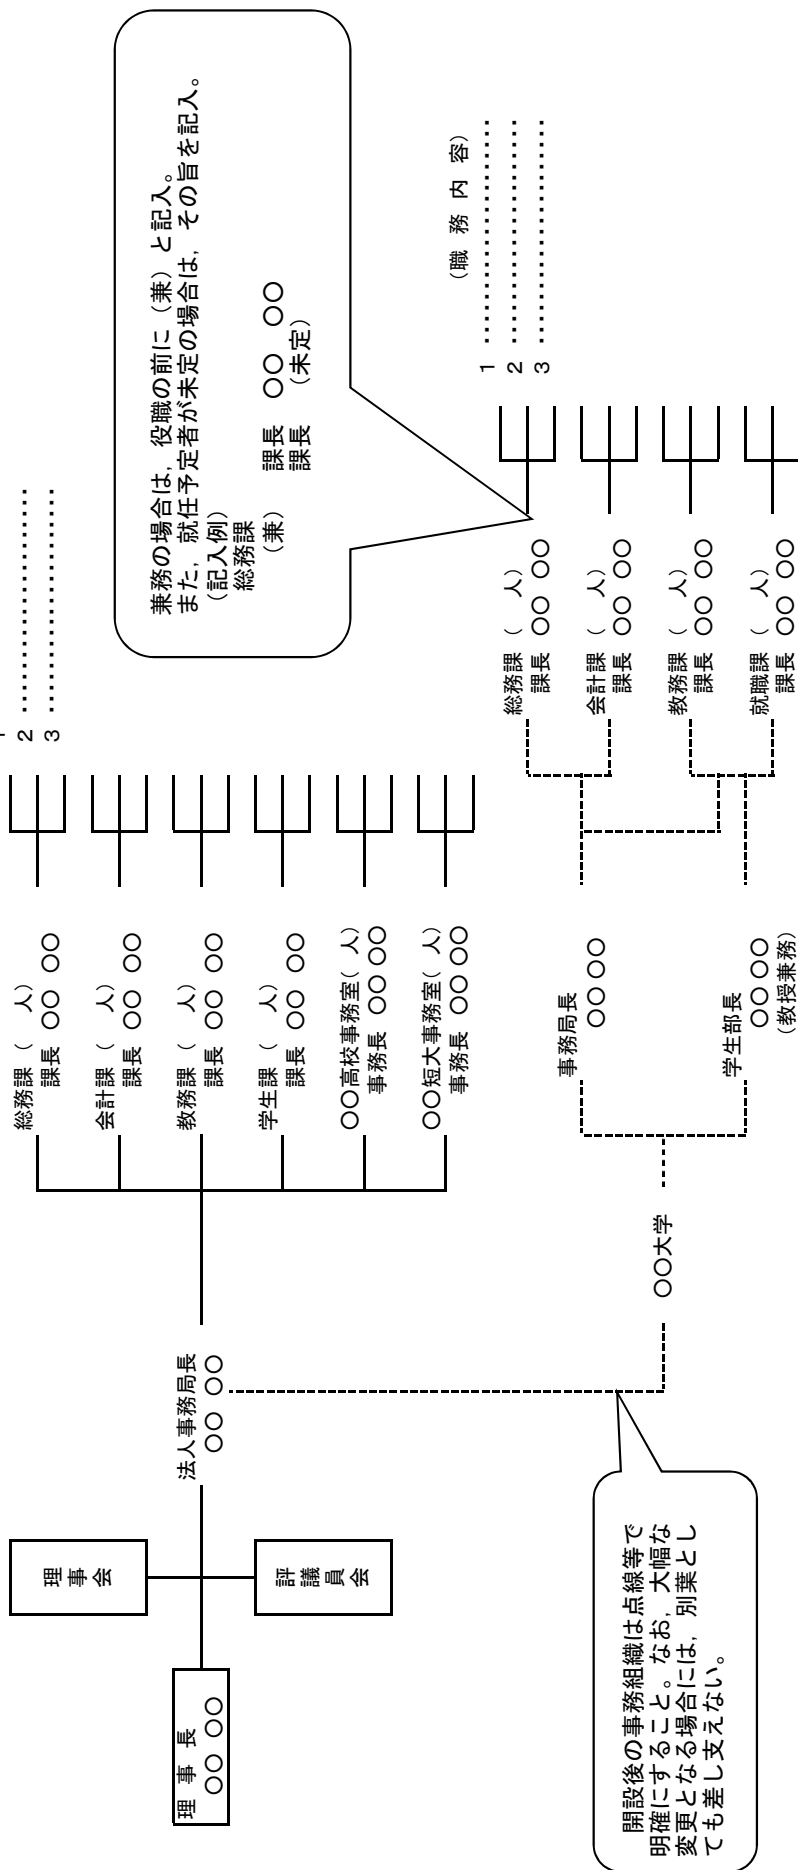 理 事 長
○○ ○○
理 事 会
評 議 員 会
法人事務局長
○○ ○○
総務課（　人）
課長 ○○ ○○
会計課（　人）
課長 ○○ ○○
教務課（　人）
課長 ○○ ○○
学生課（　人）
課長 ○○ ○○
○○高校事務室（　人）
事務長 ○○ ○○
○○短大事務室（　人）
事務長 ○○ ○○
2 ………………………
3 ………………………
○○大学
事務局長
○○ ○○
学生部長
○○ ○○
（教授兼務）
総務課（　人）
課長 ○○ ○○
会計課（　人）
課長 ○○ ○○
教務課（　人）
課長 ○○ ○○
就職課（　人）
課長 ○○ ○○
（職 務 内 容）
1 ………………………
2 ………………………
3 ………………………
兼務の場合は，役職の前に（兼）と記入。
また，就任予定者が未定の場合は，その旨を記入。
（記入例）
総務課　課長 ○○ ○○
（兼）　課長（未定）
開設後の事務組織は点線等で
明確にすること。なお，大幅な
変更となる場合には，別葉とし
ても差し支えない。